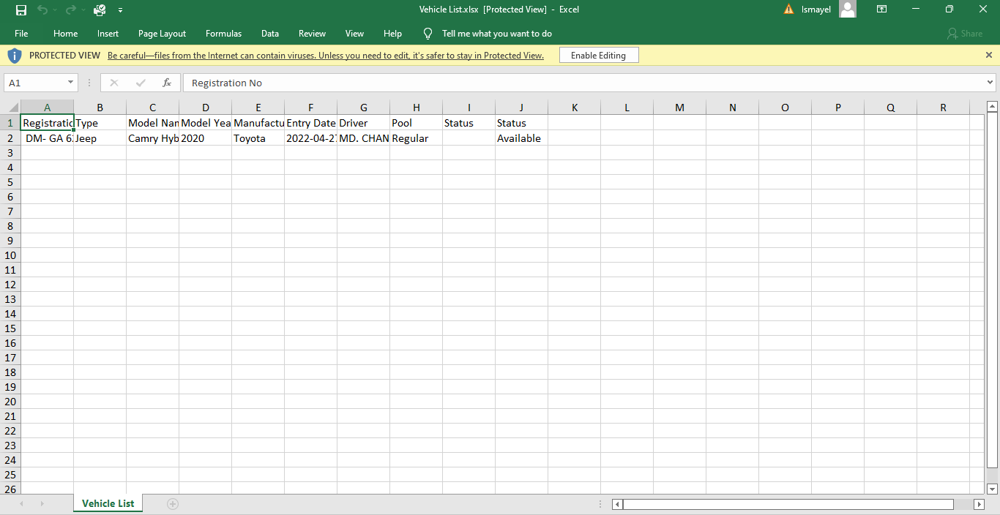 Vehicle List.xlsx [Protected View] - Excel
Ismayel
File Home Insert Page Layout Formulas Data Review View Help Tell me what you want to do Share
PROTECTED VIEW Be careful—files from the Internet can contain viruses. Unless you need to edit, it's safer to stay in Protected View. Enable Editing
A1 fx Registration No
A B C D E F G H I J K L M N O P Q R
1 Registratio Type Model Nan Model Yea Manufactu Entry Date Driver Pool Status Status
2 DM- GA 6 Jeep Camry Hyb 2020 Toyota 2022-04-27 MD. CHAN Regular Available
3
4
5
6
7
8
9
10
11
12
13
14
15
16
17
18
19
20
21
22
23
24
25
26
Vehicle List